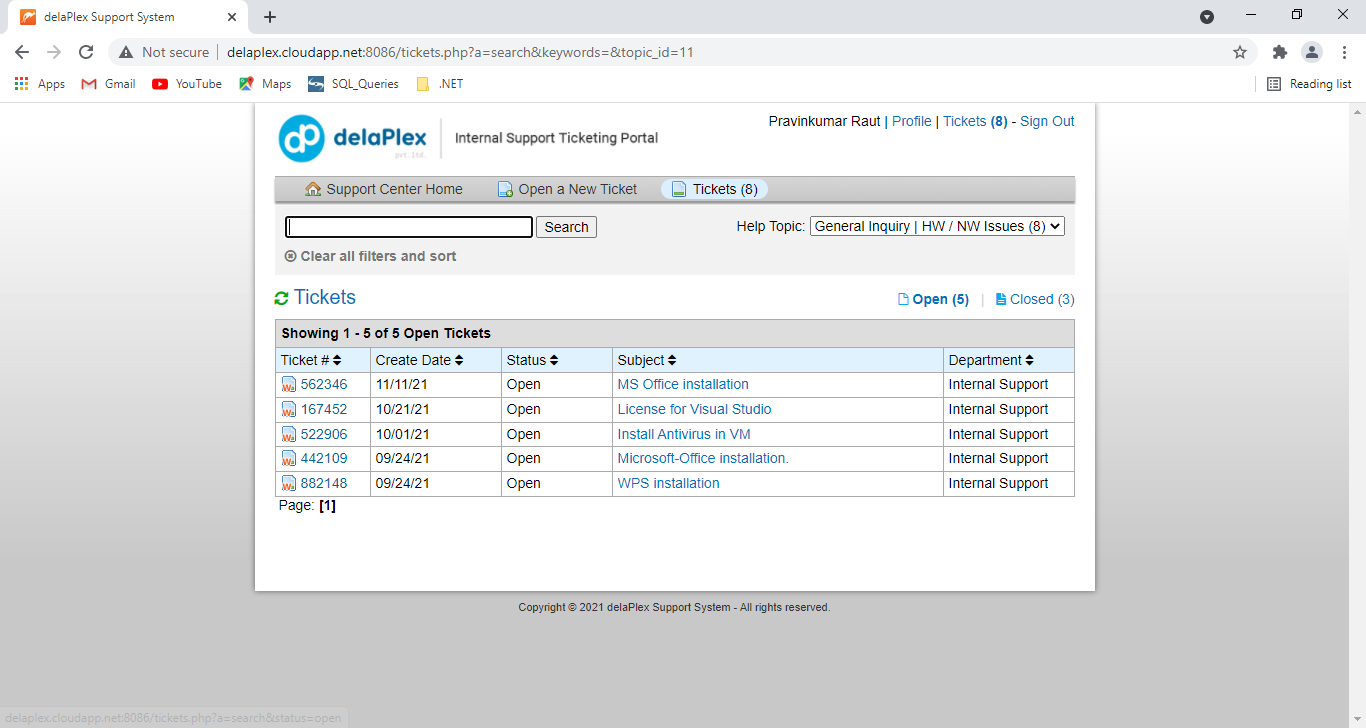 delaPlex Support System
Not secure
delaplex.cloudapp.net:8086/tickets.php?a=search&keywords=&topic_id=11
Apps Gmail YouTube Maps SQL_Queries .NET Reading list
dp delaPlex pvt.ltd. Internal Support Ticketing Portal
Pravinkumar Raut | Profile | Tickets (8) - Sign Out
Support Center Home Open a New Ticket Tickets (8)
Search Help Topic: General Inquiry | HW / NW Issues (8)
Clear all filters and sort
Tickets Open (5) | Closed (3)
Showing 1 - 5 of 5 Open Tickets
Ticket # Create Date Status Subject Department
562346 11/11/21 Open MS Office installation Internal Support
167452 10/21/21 Open License for Visual Studio Internal Support
522906 10/01/21 Open Install Antivirus in VM Internal Support
442109 09/24/21 Open Microsoft-Office installation. Internal Support
882148 09/24/21 Open WPS installation Internal Support
Page: [1]
Copyright © 2021 delaPlex Support System - All rights reserved.
delaplex.cloudapp.net:8086/tickets.php?a=search&status=open